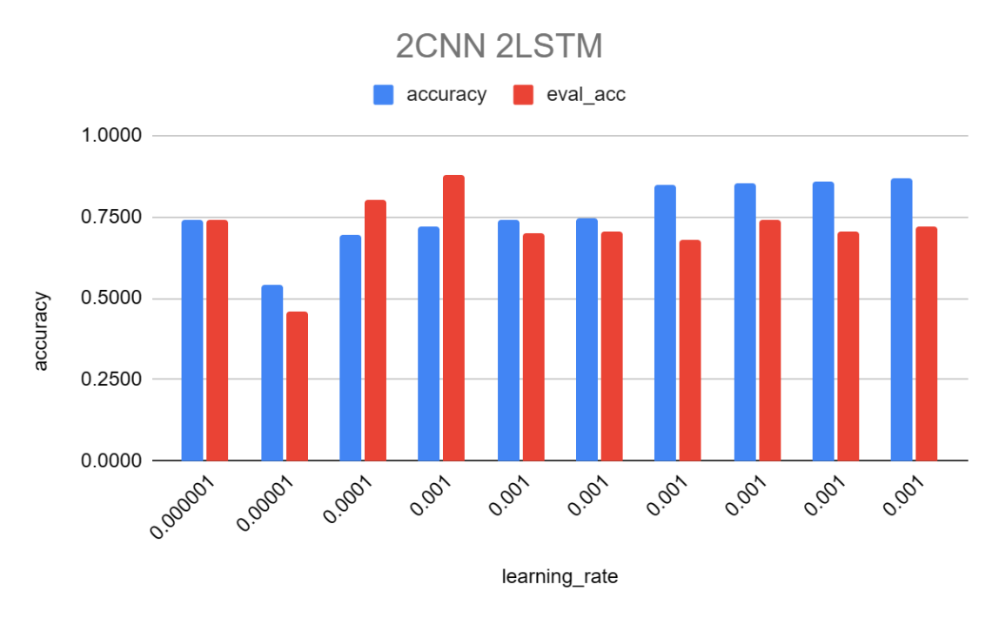 2CNN 2LSTM
accuracy eval_acc
1.0000
0.7500
0.5000
0.2500
0.0000
accuracy
0.000001 0.00001 0.0001 0.001 0.001 0.001 0.001 0.001 0.001 0.001
learning_rate